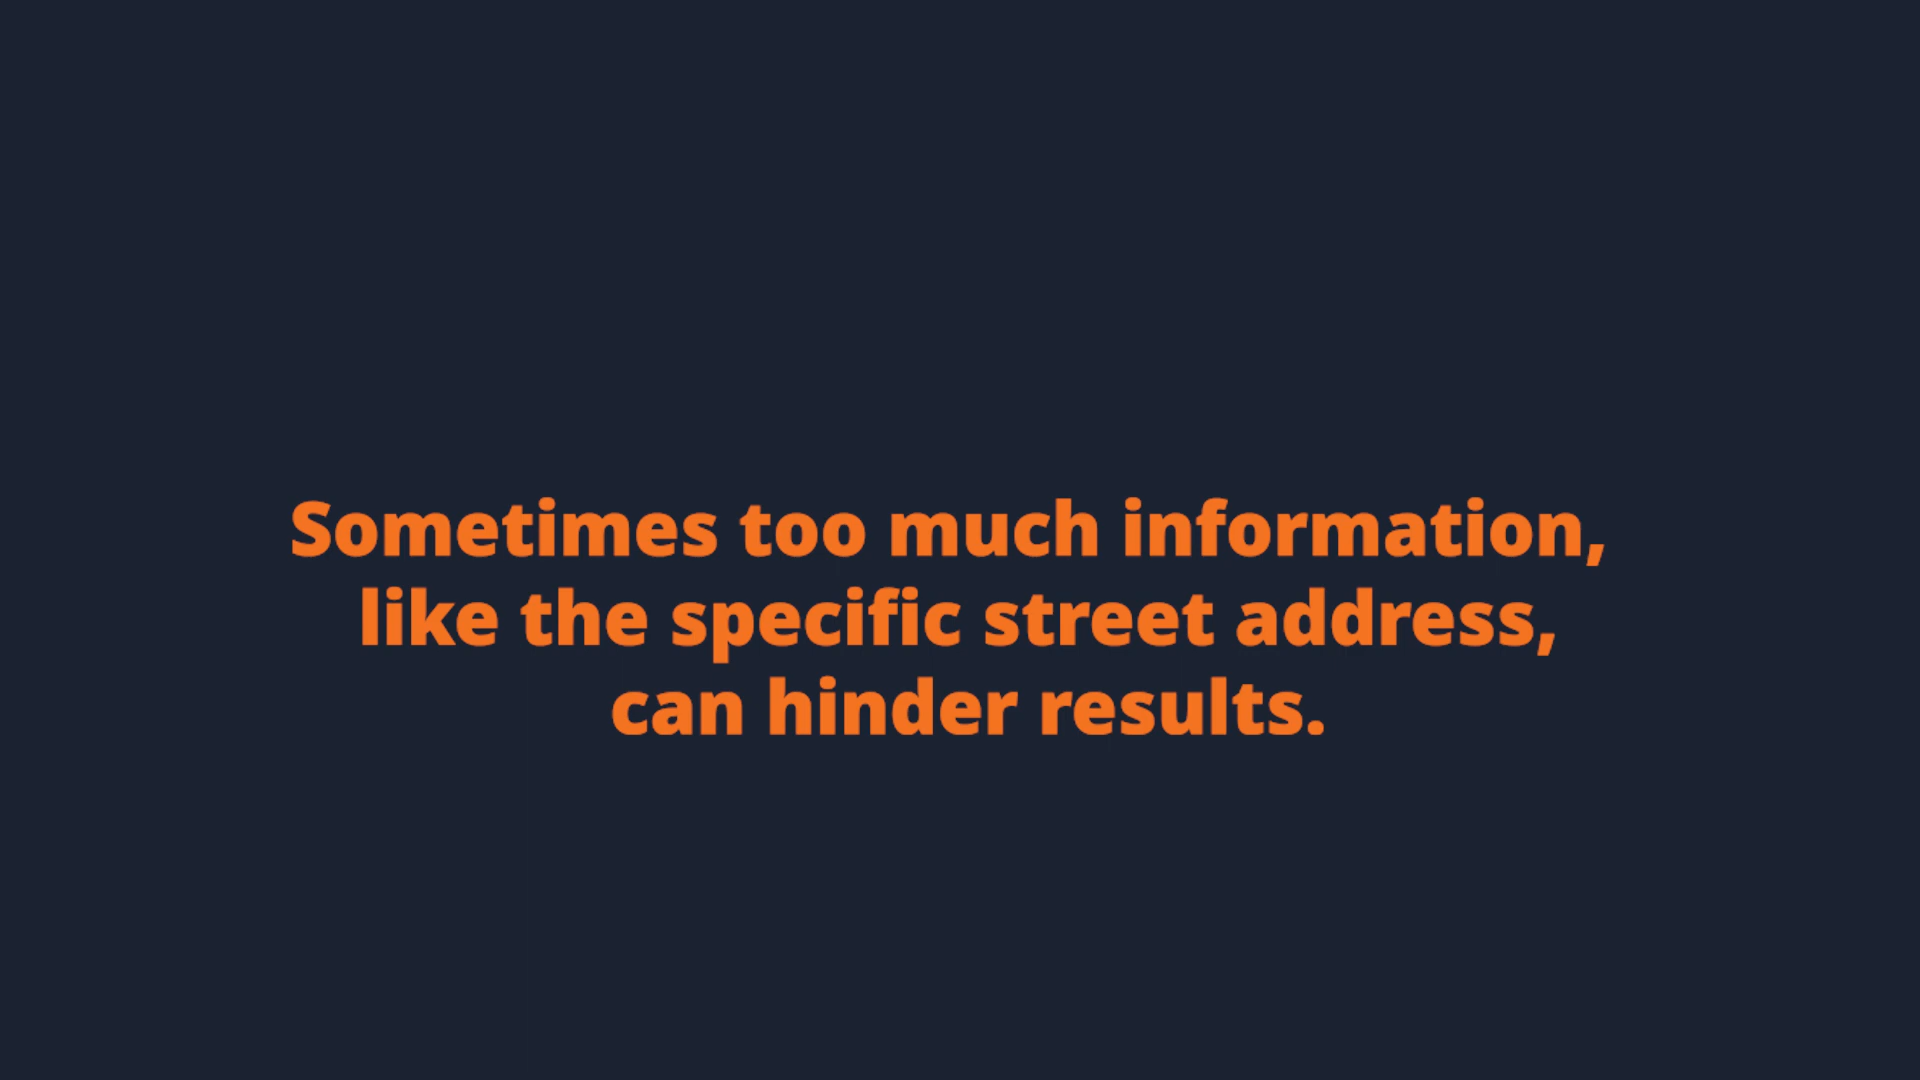 Sometimes too much information,
like the specific street address,
can hinder results.